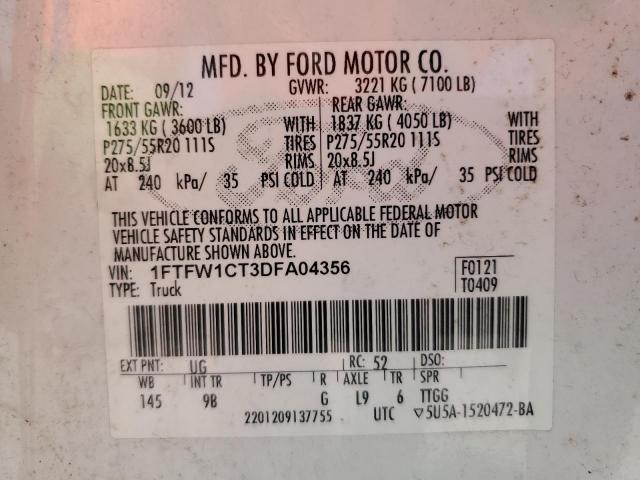 MFD. BY FORD MOTOR CO.
DATE: 09/12 GVWR: 3221 KG ( 7100 LB)
FRONT GAWR: REAR GAWR:
1633 KG ( 3600 LB) WITH 1837 KG ( 4050 LB) WITH
P275/55R20 111S TIRES P275/55R20 111S TIRES
20x8.5J RIMS 20x8.5J RIMS
AT 240 kPa/ 35 PSI COLD AT 240 kPa/ 35 PSI COLD
THIS VEHICLE CONFORMS TO ALL APPLICABLE FEDERAL MOTOR
VEHICLE SAFETY STANDARDS IN EFFECT ON THE DATE OF
MANUFACTURE SHOWN ABOVE.
VIN: 1FTFW1CT3DFA04356 F0121
TYPE: Truck T0409
EXT PNT: UG RC: 52 DSO:
WB INT TR TP/PS R AXLE TR SPR
145 9B G L9 6 TTGG
2201209137755 UTC ▽5U5A-1520472-BA